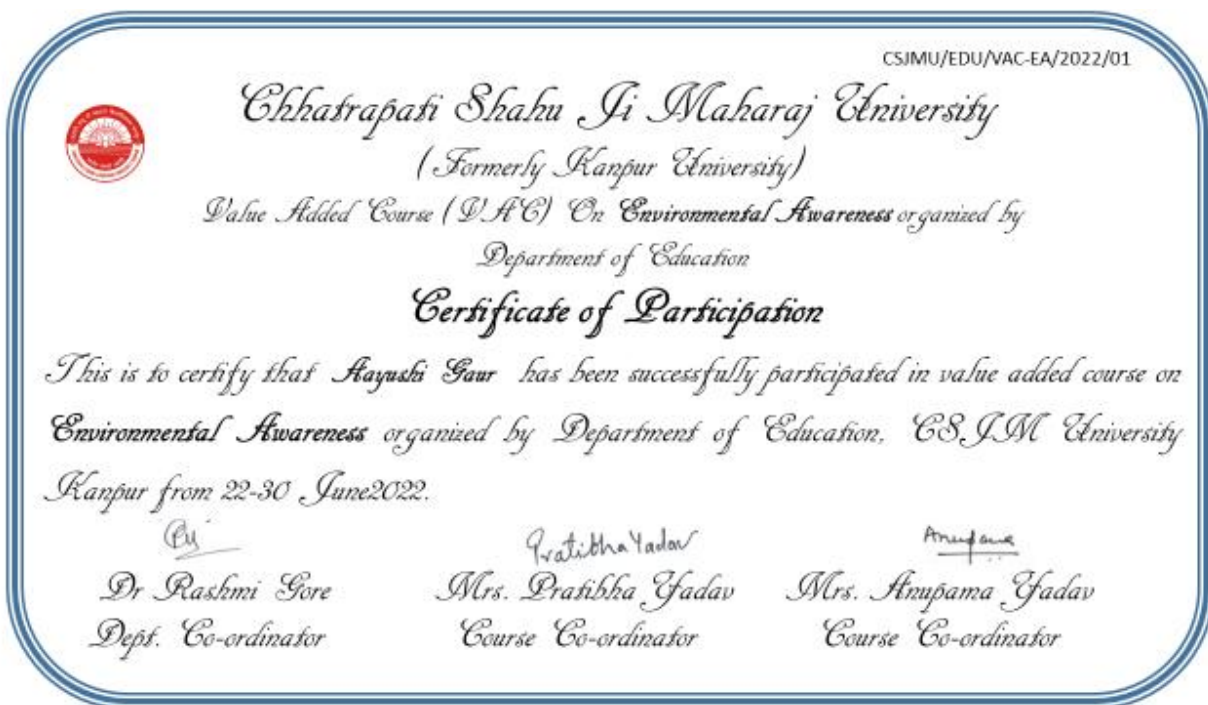 CSJMU/EDU/VAC-EA/2022/01
Chhatrapati Shahu Ji Maharaj University
(Formerly Kanpur University)
Value Added Course (VAC) On Environmental Awareness organized by
Department of Education
Certificate of Participation
This is to certify that Aayushi Gaur has been successfully participated in value added course on
Environmental Awareness organized by Department of Education, CSJM University
Kanpur from 22-30 June2022.
Pratibha Yadav Anupama
Dr Rashmi Gore Mrs. Pratibha Yadav Mrs. Anupama Yadav
Dept. Co-ordinator Course Co-ordinator Course Co-ordinator